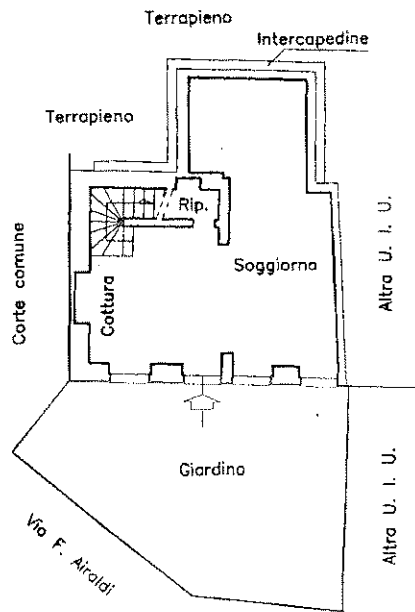 Terrapieno
Intercapedine
Terrapieno
Rip.
Soggiorno
Cottura
Corte comune
Altra U. I. U.
Giardino
Altra U. I. U.
Via F. Airaldi